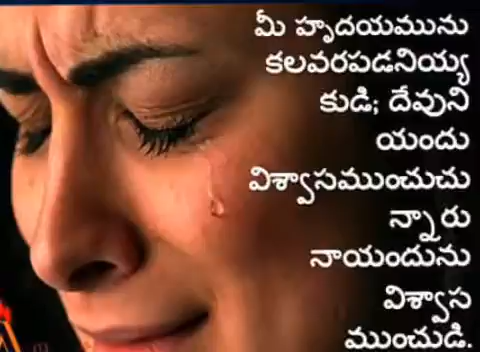 మీ హృదయమును
కలవరపడనియ్య
కుడి; దేవుని
యందు
విశ్వాసముంచుచు
న్నారు
నాయందును
విశ్వాస
ముంచుడి.